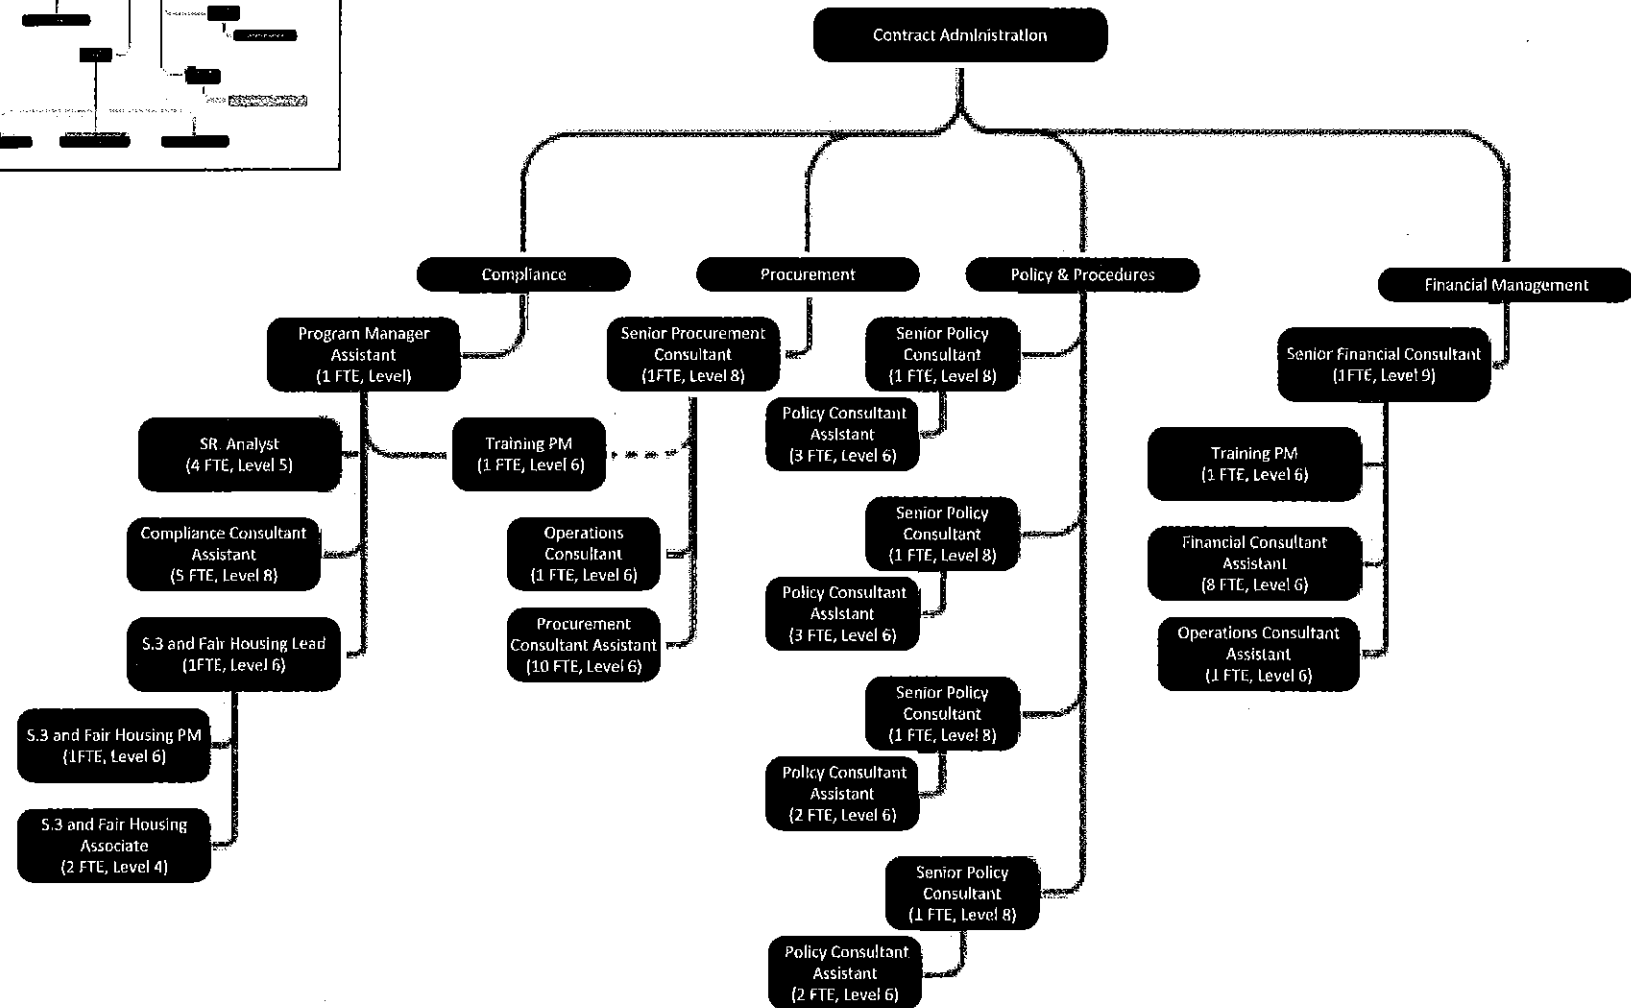 Contract Administration
Compliance
Procurement
Policy & Procedures
Financial Management
Program Manager
Assistant
(1 FTE, Level)
SR. Analyst
(4 FTE, Level 5)
Compliance Consultant
Assistant
(5 FTE, Level 8)
S.3 and Fair Housing Lead
(1FTE, Level 6)
S.3 and Fair Housing PM
(1FTE, Level 6)
S.3 and Fair Housing
Associate
(2 FTE, Level 4)
Training PM
(1 FTE, Level 6)
Senior Procurement
Consultant
(1FTE, Level 8)
Operations
Consultant
(1 FTE, Level 6)
Procurement
Consultant Assistant
(10 FTE, Level 6)
Senior Policy
Consultant
(1 FTE, Level 8)
Policy Consultant
Assistant
(3 FTE, Level 6)
Senior Policy
Consultant
(1 FTE, Level 8)
Policy Consultant
Assistant
(3 FTE, Level 6)
Senior Policy
Consultant
(1 FTE, Level 8)
Policy Consultant
Assistant
(2 FTE, Level 6)
Senior Policy
Consultant
(1 FTE, Level 8)
Policy Consultant
Assistant
(2 FTE, Level 6)
Senior Financial Consultant
(1FTE, Level 9)
Training PM
(1 FTE, Level 6)
Financial Consultant
Assistant
(8 FTE, Level 6)
Operations Consultant
Assistant
(1 FTE, Level 6)